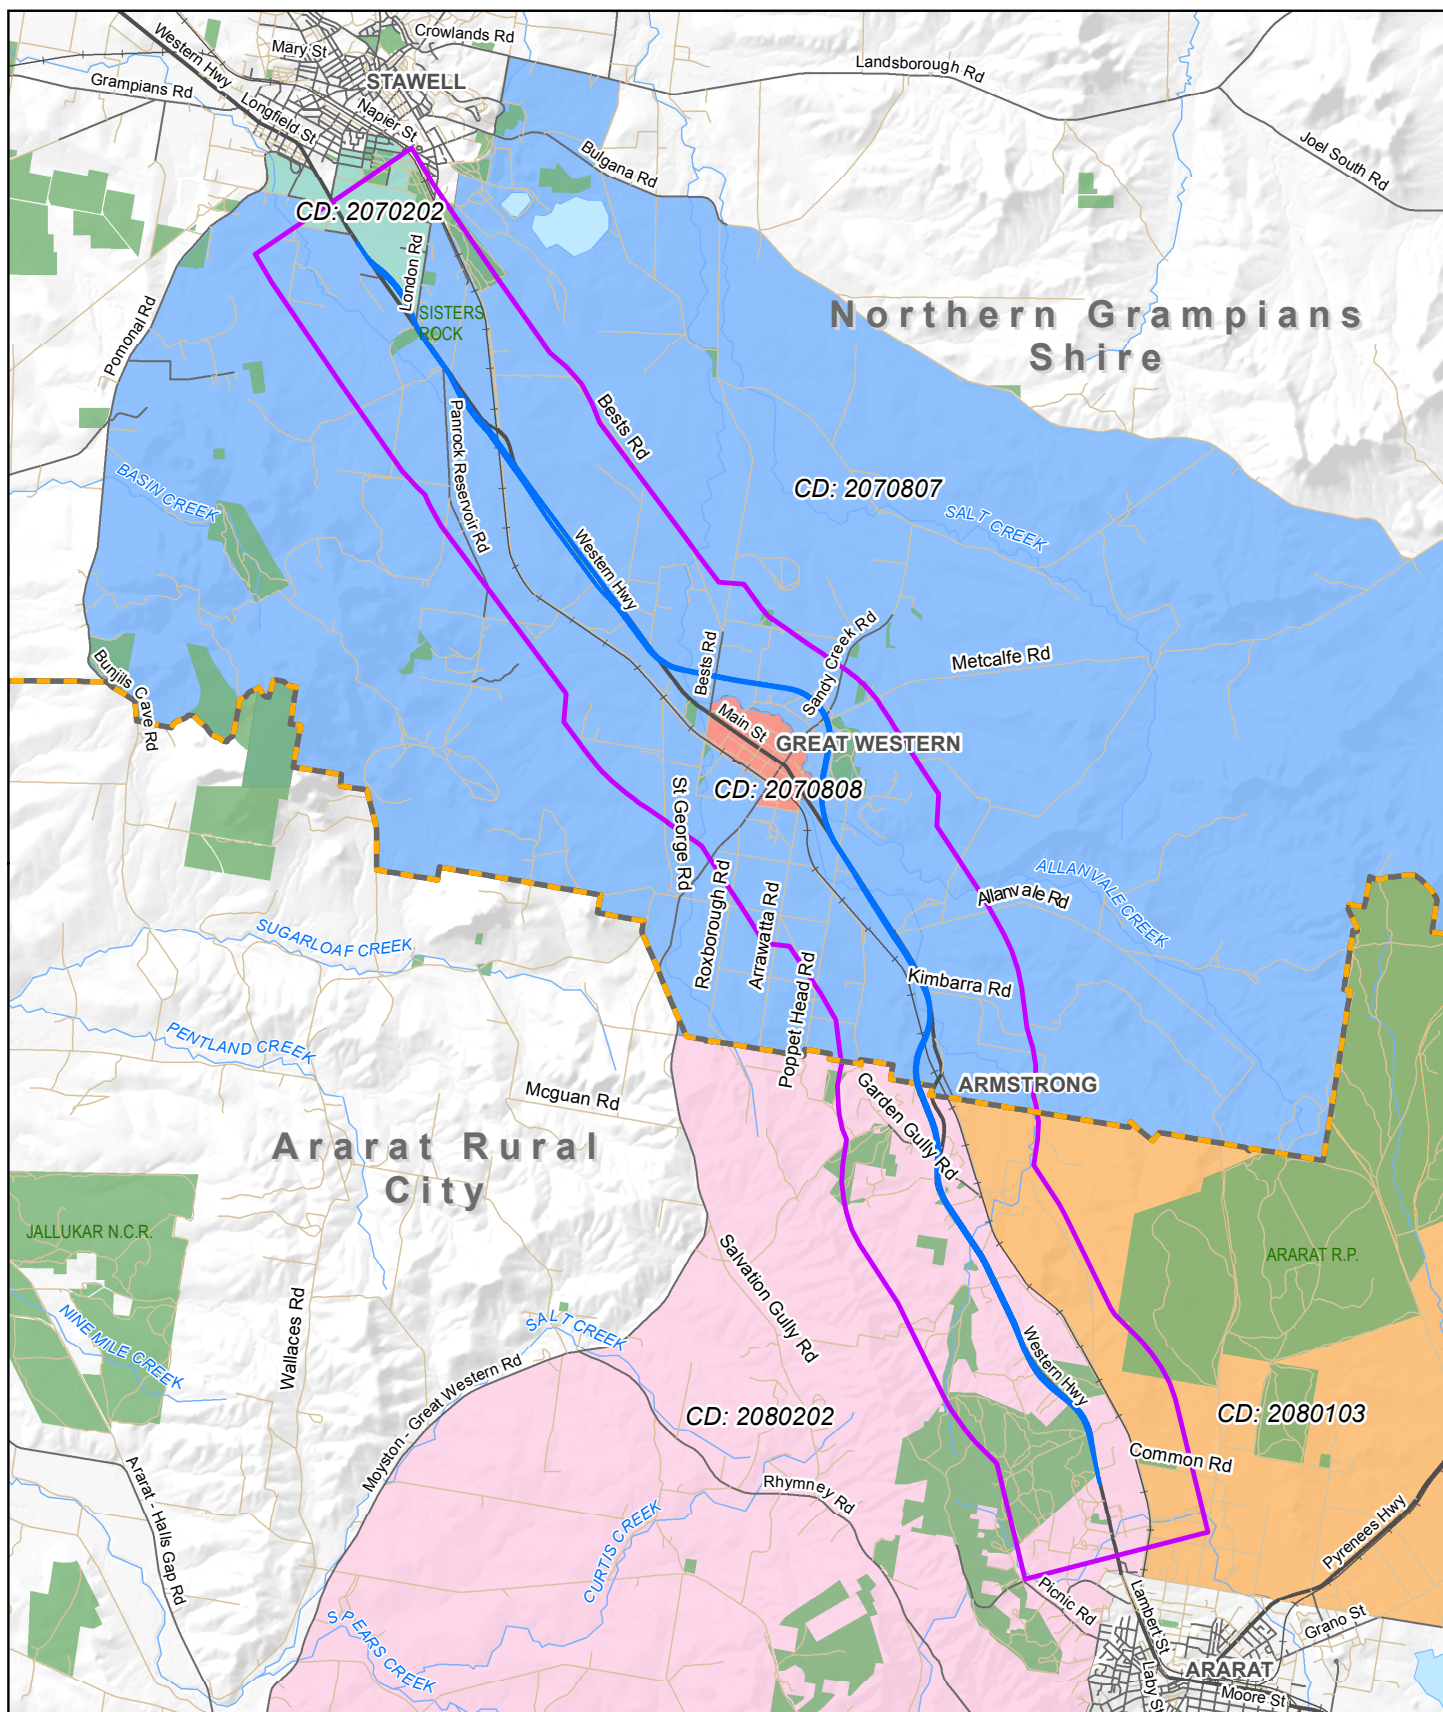 Crowlands Rd
Mary St
Western Hwy
STAWELL
Landsborough Rd
Grampians Rd
Longfield St
Napier St
Bulgana Rd
Joel South Rd
CD: 2070202
London Rd
SISTERS
ROCK
Northern Grampians
Shire
Pomonal Rd
Bests Rd
Panrock Reservoir Rd
CD: 2070807
BASIN CREEK
SALT CREEK
Western Hwy
Bests Rd
Sandy Creek Rd
Metcalfe Rd
Bunjils Cave Rd
Main St
GREAT WESTERN
CD: 2070808
St George Rd
Roxborough Rd
Arrawatta Rd
Allanvale Rd
ALLANVALE CREEK
SUGARLOAF CREEK
Kimbarra Rd
Poppet Head Rd
PENTLAND CREEK
ARMSTRONG
Mcguan Rd
Garden Gully Rd
Ararat Rural
City
JALLUKAR N.C.R.
ARARAT R.P.
Salvation Gully Rd
NINE MILE CREEK
Wallaces Rd
SALT CREEK
Western Hwy
Moyston - Great Western Rd
CD: 2080202
CD: 2080103
Common Rd
Ararat - Halls Gap Rd
Rhymney Rd
CURTIS CREEK
Pyrenees Hwy
SPEARS CREEK
Picnic Rd
Lambert St
Grano St
ARARAT
Laby St
Moore St